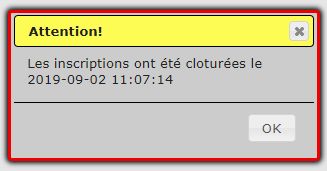 Attention!
Les inscriptions ont été cloturées le
2019-09-02 11:07:14
OK